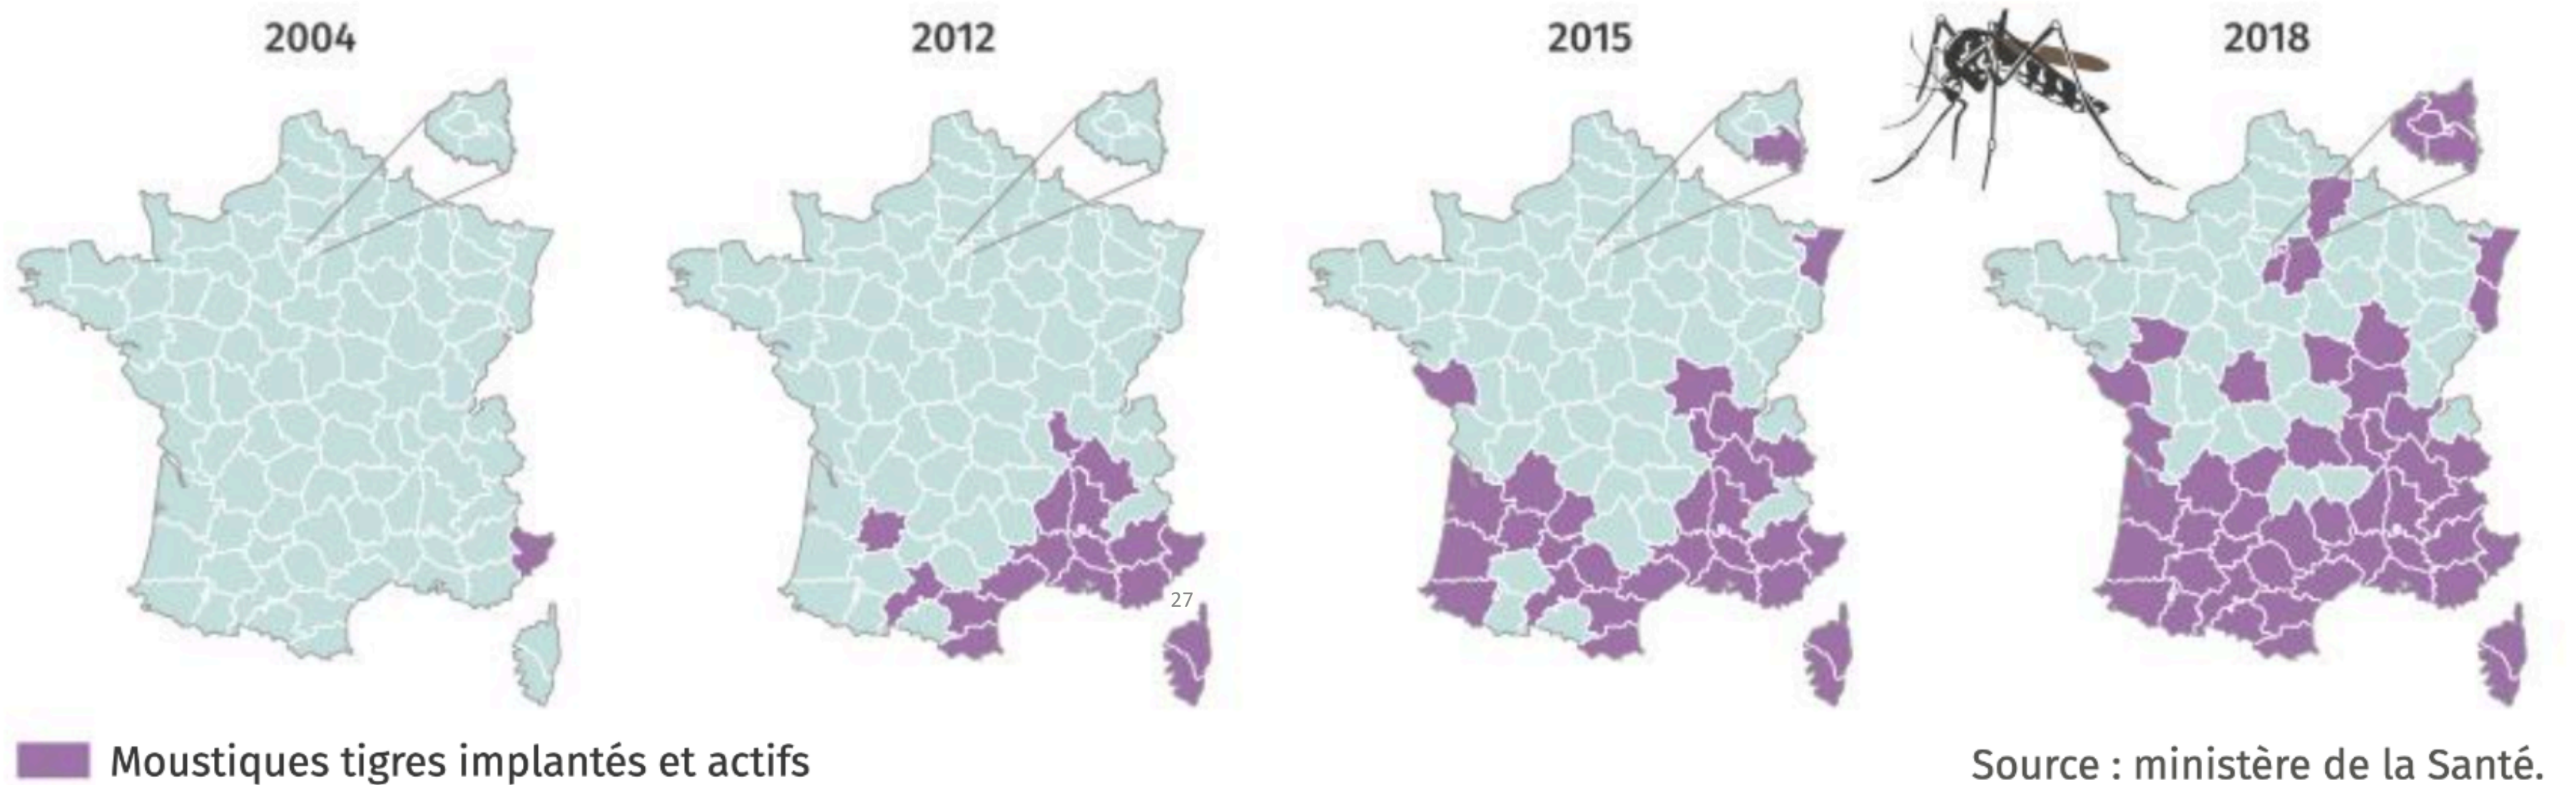 2004
2012
2015
2018
27
Moustiques tigres implantés et actifs
Source : ministère de la Santé.